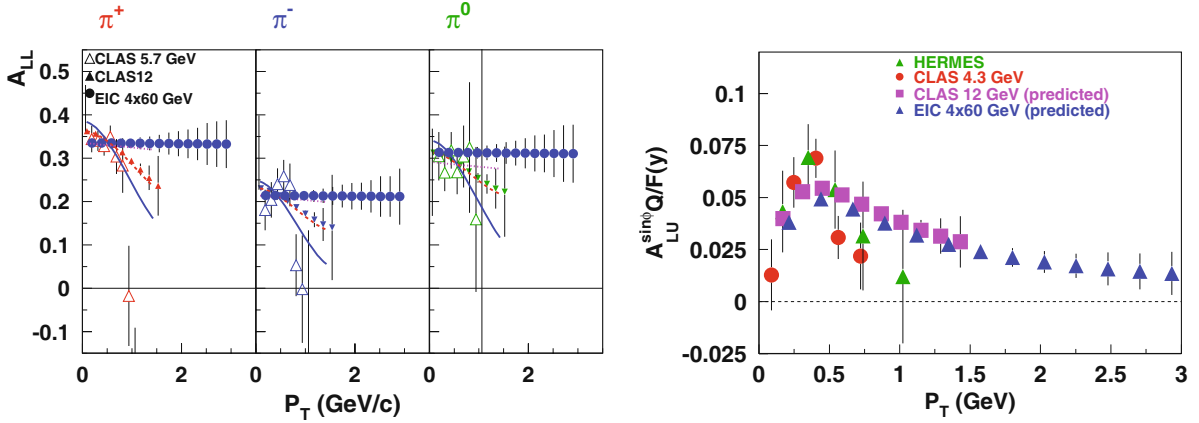 π+ π- π0
A_LL
CLAS 5.7 GeV
CLAS12
EIC 4x60 GeV
0.5
0.4
0.3
0.2
0.1
0
-0.1
0 2 0 2 0 2
P_T (GeV/c)
HERMES
CLAS 4.3 GeV
CLAS 12 GeV (predicted)
EIC 4x60 GeV (predicted)
A_LU^sinϕ Q/F(y)
0.1
0.075
0.05
0.025
0
-0.025
0 0.5 1 1.5 2 2.5 3
P_T (GeV)